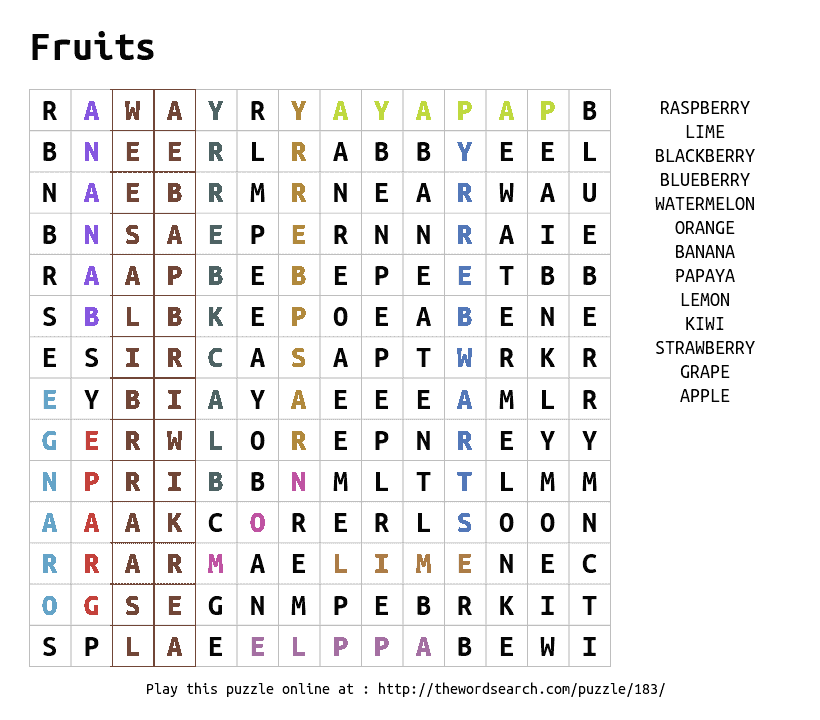 Fruits
R A W A Y R Y A Y A P A P B
B N E E R L R A B B Y E E L
N A E B R M R N E A R W A U
B N S A E P E R N N R A I E
R A A P B E B E P E E T B B
S B L B K E P O E A B E N E
E S I R C A S A P T W R K R
E Y B I A Y A E E E A M L R
G E R W L O R E P N R E Y Y
N P R I B B N M L T T L M M
A A A K C O R E R L S O O N
R R A R M A E L I M E N E C
O G S E G N M P E B R K I T
S P L A E E L P P A B E W I
RASPBERRY
LIME
BLACKBERRY
BLUEBERRY
WATERMELON
ORANGE
BANANA
PAPAYA
LEMON
KIWI
STRAWBERRY
GRAPE
APPLE
Play this puzzle online at : http://thewordsearch.com/puzzle/183/